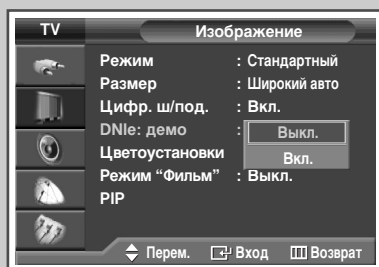 TV
Изображение
Режим : Стандартный
Размер : Широкий авто
Цифр. ш/под. : Вкл.
DNIe: демо : Выкл.
Цветоустановки Вкл.
Режим “Фильм” : Выкл.
PIP
Перем. Вход Возврат